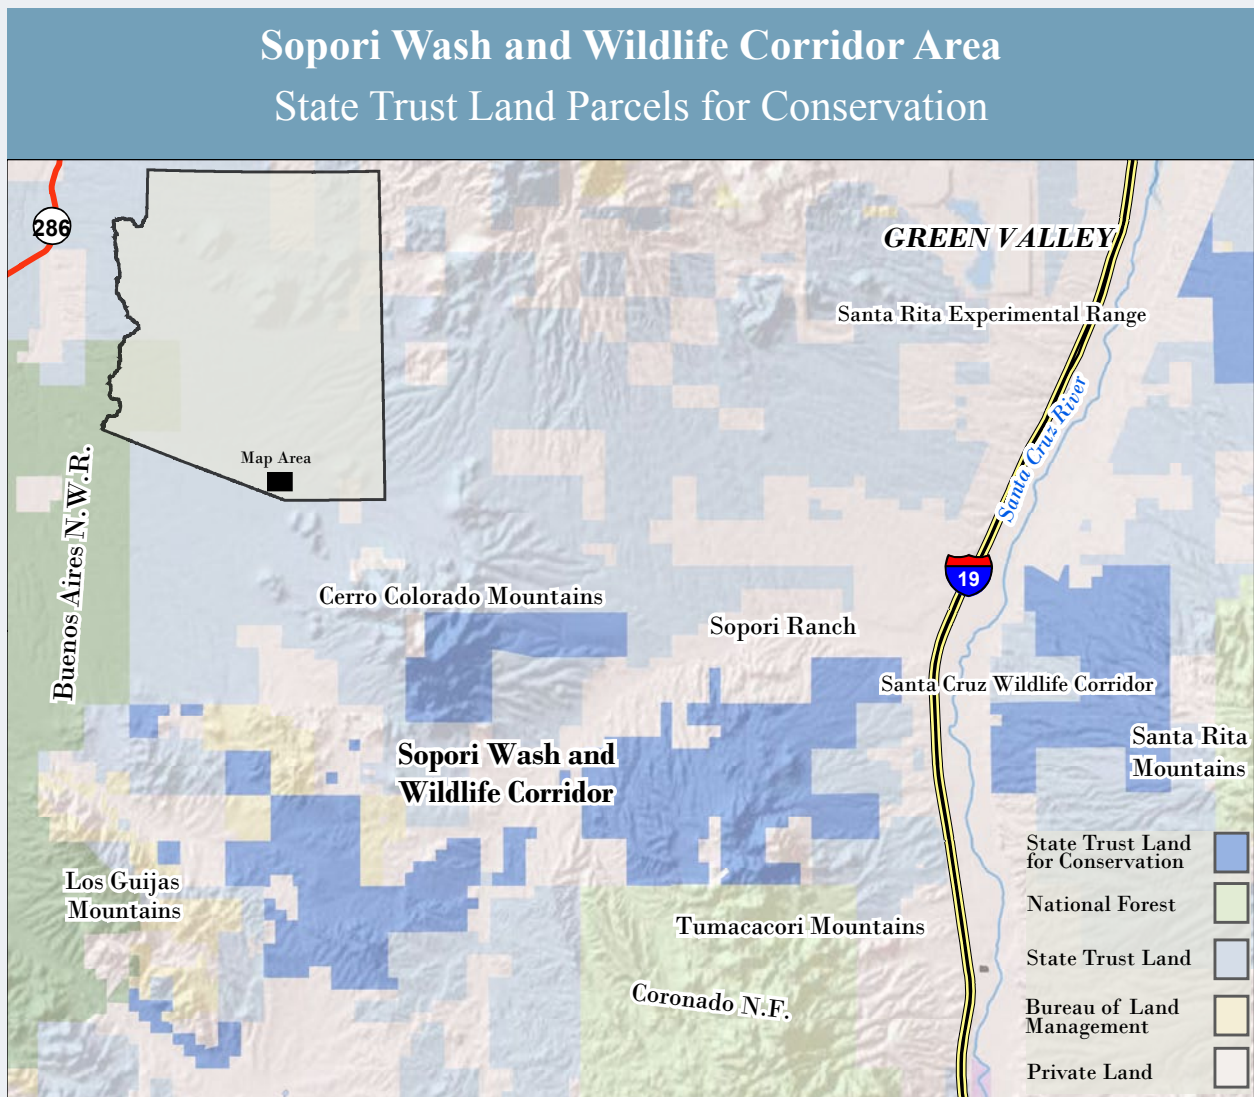 Sopori Wash and Wildlife Corridor Area
State Trust Land Parcels for Conservation
286
GREEN VALLEY
Santa Rita Experimental Range
Santa Cruz River
Map Area
Buenos Aires N.W.R.
19
Cerro Colorado Mountains
Sopori Ranch
Santa Cruz Wildlife Corridor
Santa Rita
Mountains
Sopori Wash and
Wildlife Corridor
Los Guijas
Mountains
Tumacacori Mountains
Coronado N.F.
State Trust Land
for Conservation
National Forest
State Trust Land
Bureau of Land
Management
Private Land